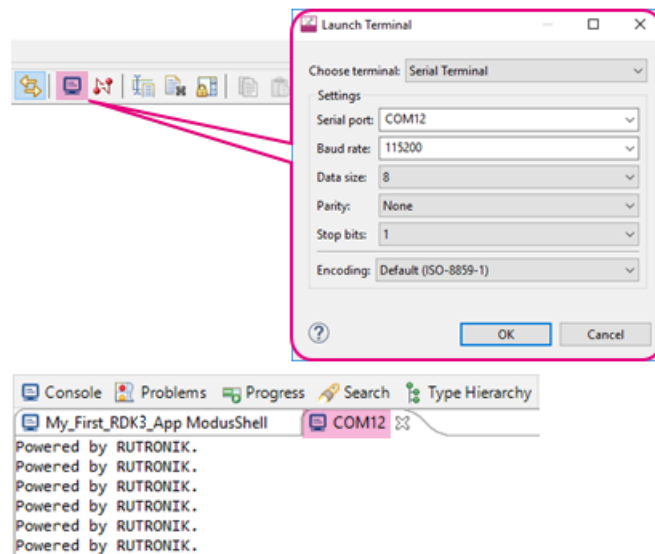 Launch Terminal
Choose terminal: Serial Terminal
Settings
Serial port: COM12
Baud rate: 115200
Data size: 8
Parity: None
Stop bits: 1
Encoding: Default (ISO-8859-1)
OK Cancel
Console Problems Progress Search Type Hierarchy
My_First_RDK3_App ModusShell COM12
Powered by RUTRONIK.
Powered by RUTRONIK.
Powered by RUTRONIK.
Powered by RUTRONIK.
Powered by RUTRONIK.
Powered by RUTRONIK.